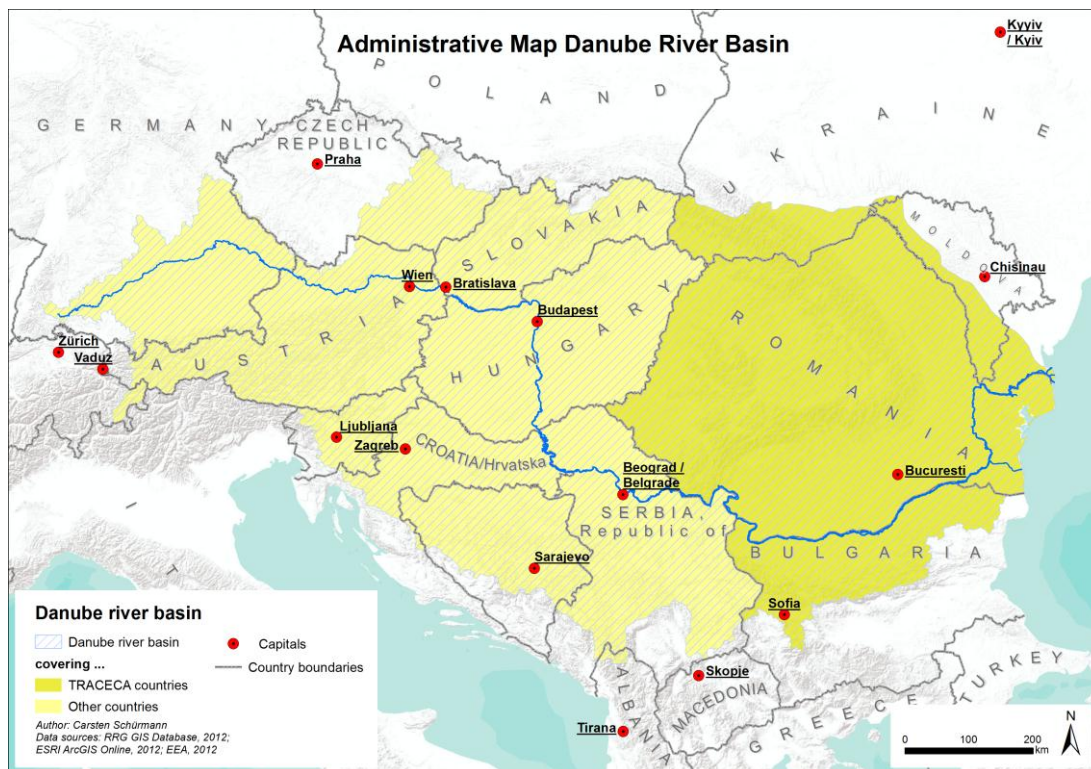 Administrative Map Danube River Basin
Kyyiv
/ Kyiv
POLAND
GERMANY
CZECH
REPUBLIC
UKRAINE
Praha
SLOVAKIA
MOLDOVA
Chisinau
Wien
Bratislava
Budapest
Zürich
Vaduz
AUSTRIA
HUNGARY
ROMANIA
Ljubljana
Zagreb
CROATIA/Hrvatska
Beograd /
Belgrade
Bucuresti
SERBIA,
Republic of
BULGARIA
Sarajevo
Sofia
I T
Skopje
MACEDONIA
ALBANIA
Tirana
GREECE
TURKEY
Danube river basin
Danube river basin
Capitals
covering ...
Country boundaries
TRACECA countries
Other countries
Author: Carsten Schürmann
Data sources: RRG GIS Database, 2012;
ESRI ArcGIS Online, 2012; EEA, 2012
N
0 100 200
km